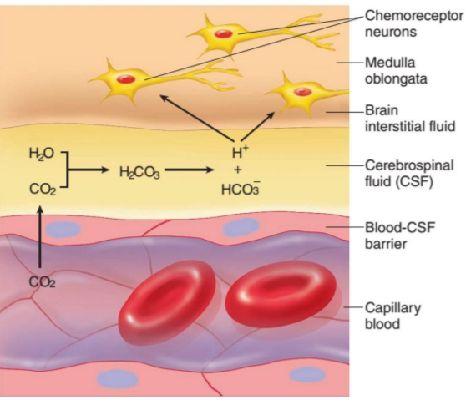 Chemoreceptor
neurons
Medulla
oblongata
Brain
interstitial fluid
H₂O
CO₂
H₂CO₃
H⁺
+
HCO₃⁻
Cerebrospinal
fluid (CSF)
Blood-CSF
barrier
CO₂
Capillary
blood